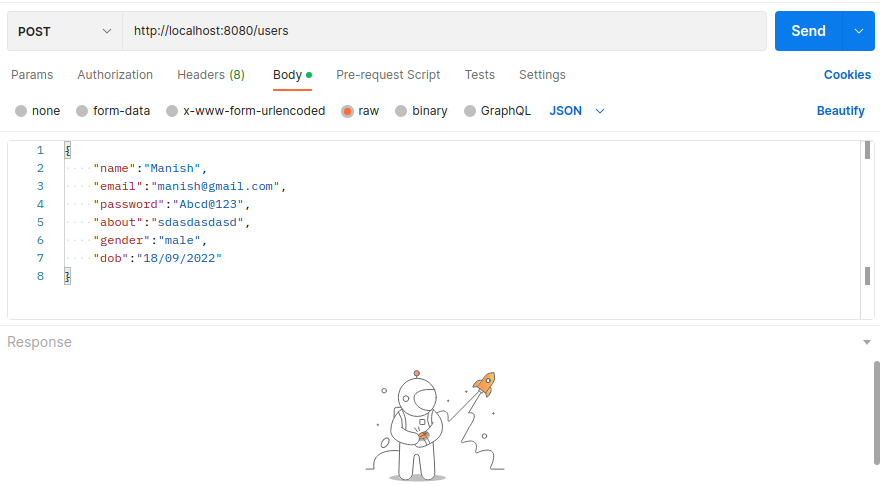 POST http://localhost:8080/users Send
Params Authorization Headers (8) Body Pre-request Script Tests Settings Cookies
none form-data x-www-form-urlencoded raw binary GraphQL JSON Beautify
1 {
2 "name":"Manish",
3 "email":"manish@gmail.com",
4 "password":"Abcd@123",
5 "about":"sdasdasdasd",
6 "gender":"male",
7 "dob":"18/09/2022"
8 }
Response